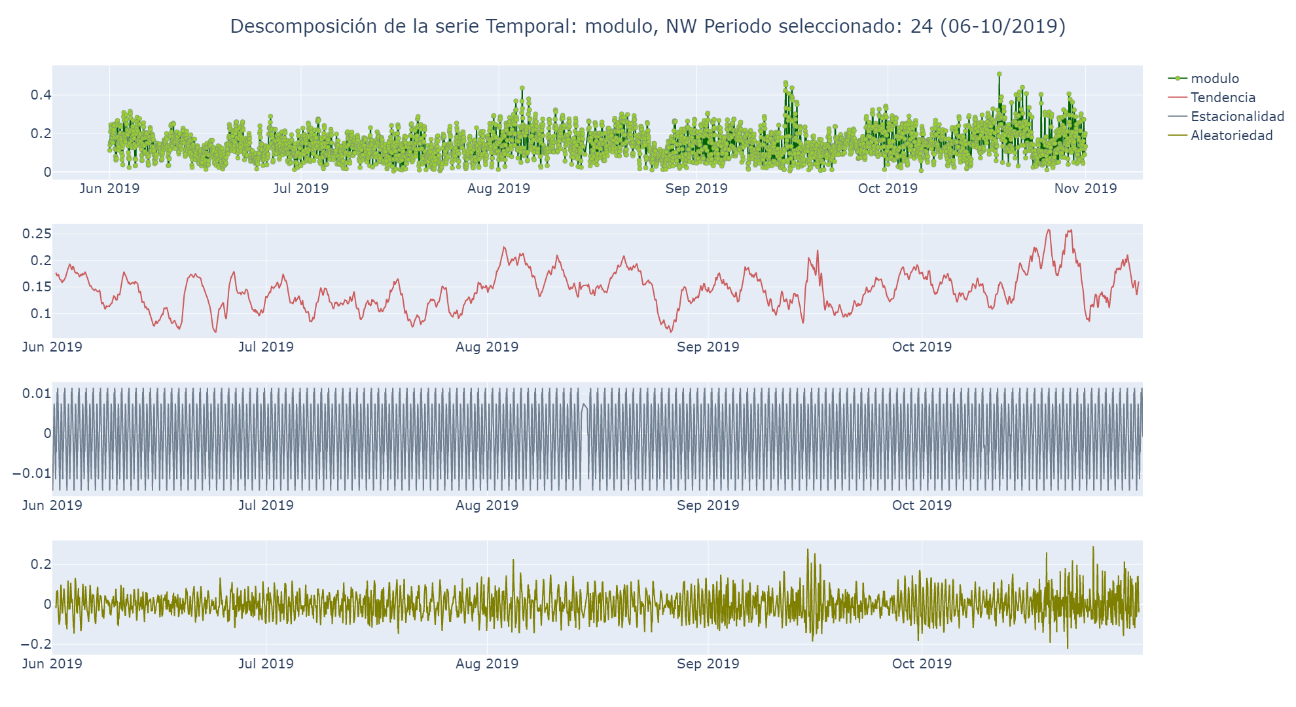 Descomposición de la serie Temporal: modulo, NW Periodo seleccionado: 24 (06-10/2019)
modulo
Tendencia
Estacionalidad
Aleatoriedad
0.4
0.2
0
Jun 2019 Jul 2019 Aug 2019 Sep 2019 Oct 2019 Nov 2019
0.25
0.2
0.15
0.1
Jun 2019 Jul 2019 Aug 2019 Sep 2019 Oct 2019
0.01
0
−0.01
Jun 2019 Jul 2019 Aug 2019 Sep 2019 Oct 2019
0.2
0
−0.2
Jun 2019 Jul 2019 Aug 2019 Sep 2019 Oct 2019